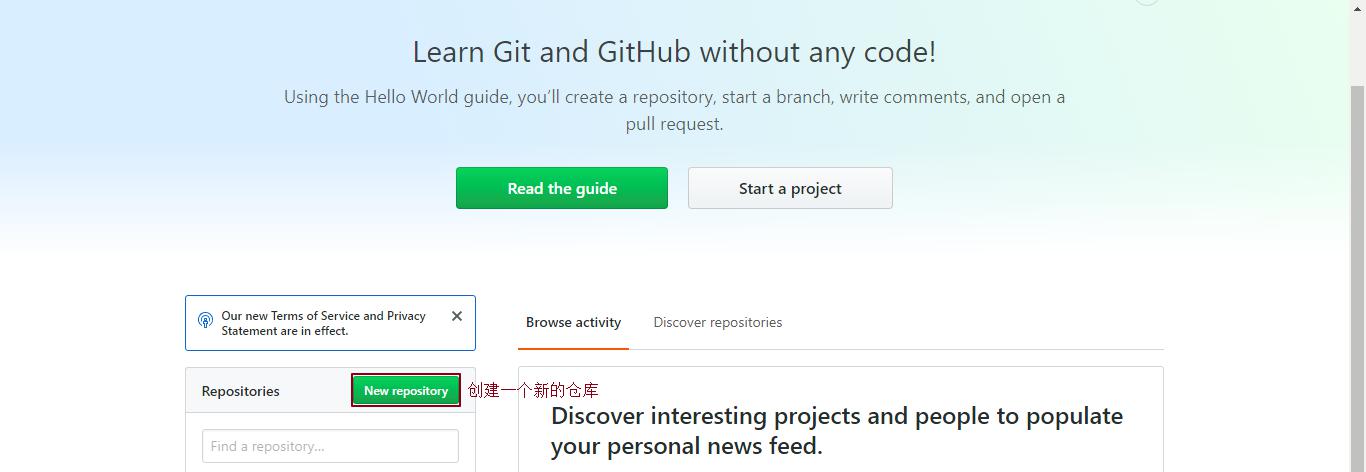 Learn Git and GitHub without any code!
Using the Hello World guide, you’ll create a repository, start a branch, write comments, and open a
pull request.
Read the guide
Start a project
Our new Terms of Service and Privacy
Statement are in effect.
Browse activity
Discover repositories
Repositories
New repository
创建一个新的仓库
Find a repository…
Discover interesting projects and people to populate
your personal news feed.